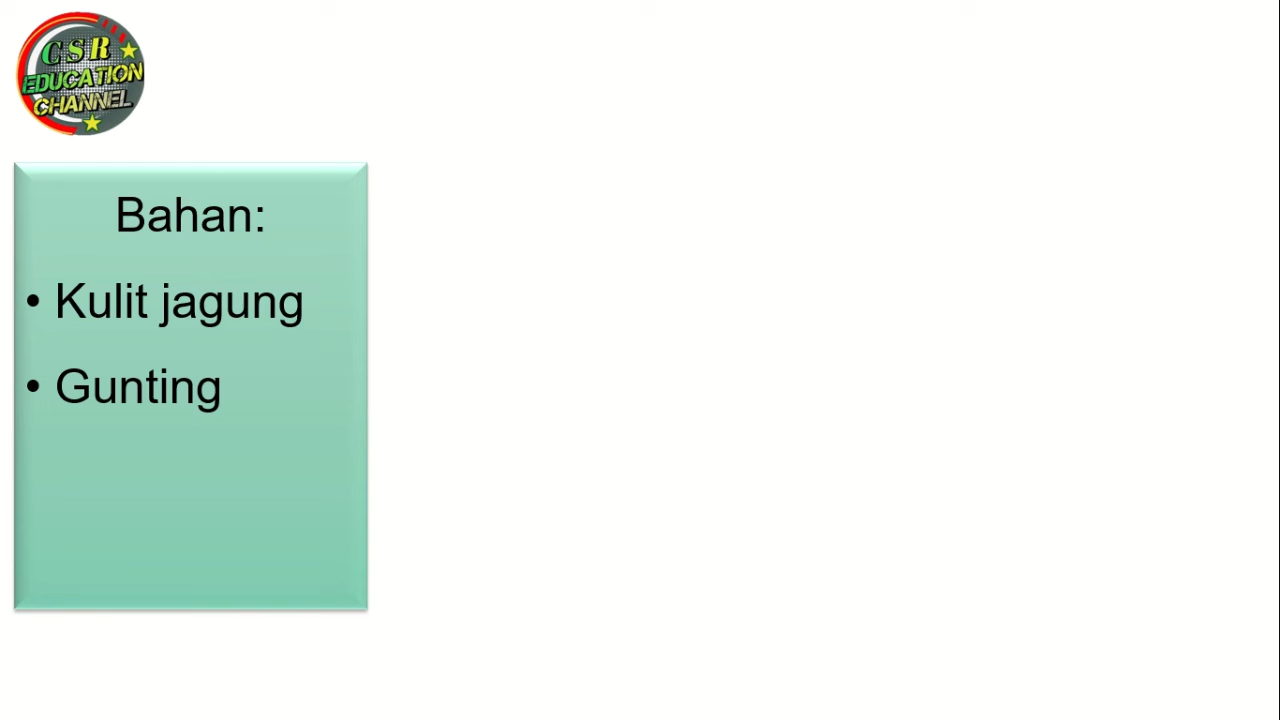 CSR
EDUCATION
CHANNEL
Bahan:
• Kulit jagung
• Gunting